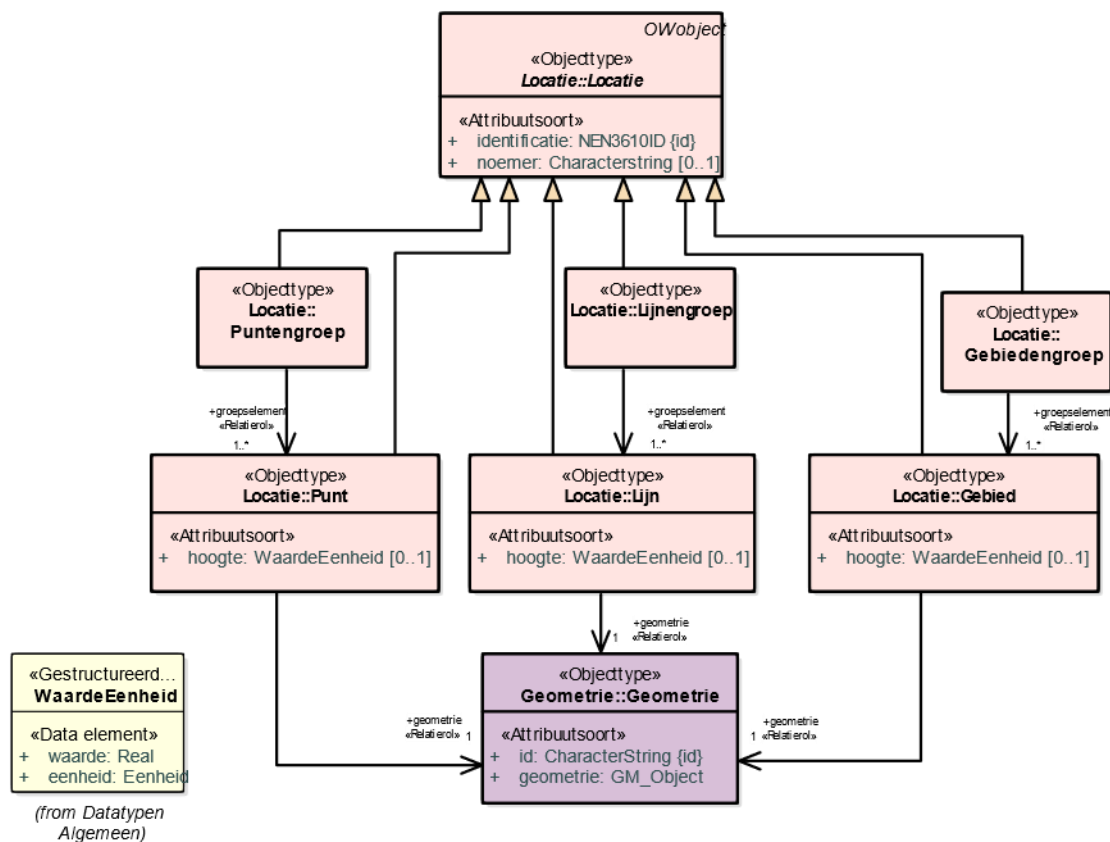 OWobject
«Objecttype»
Locatie::Locatie
«Attribuutsoort»
+ identificatie: NEN3610ID {id}
+ noemer: Characterstring [0..1]
«Objecttype»
Locatie::
Puntengroep
«Objecttype»
Locatie::Lijnengroep
«Objecttype»
Locatie::
Gebiedengroep
+groepselement
«Relatierol»
1..*
+groepselement
«Relatierol»
1..*
+groepselement
«Relatierol»
1..*
«Objecttype»
Locatie::Punt
«Attribuutsoort»
+ hoogte: WaardeEenheid [0..1]
«Objecttype»
Locatie::Lijn
«Attribuutsoort»
+ hoogte: WaardeEenheid [0..1]
«Objecttype»
Locatie::Gebied
«Attribuutsoort»
+ hoogte: WaardeEenheid [0..1]
+geometrie
1 «Relatierol»
«Gestructureerd...
WaardeEenheid
«Data element»
+ waarde: Real
+ eenheid: Eenheid
(from Datatypen
Algemeen)
+geometrie
«Relatierol» 1
«Objecttype»
Geometrie::Geometrie
«Attribuutsoort»
+ id: CharacterString {id}
+ geometrie: GM_Object
+geometrie
1 «Relatierol»